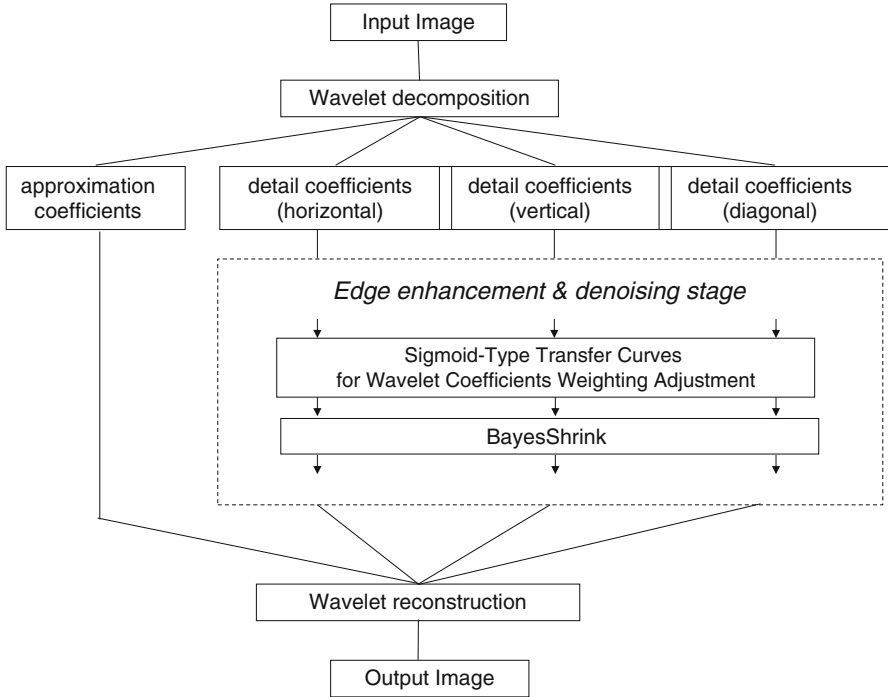 Input Image
Wavelet decomposition
approximation
coefficients
detail coefficients
(horizontal)
detail coefficients
(vertical)
detail coefficients
(diagonal)
Edge enhancement & denoising stage
Sigmoid-Type Transfer Curves
for Wavelet Coefficients Weighting Adjustment
BayesShrink
Wavelet reconstruction
Output Image